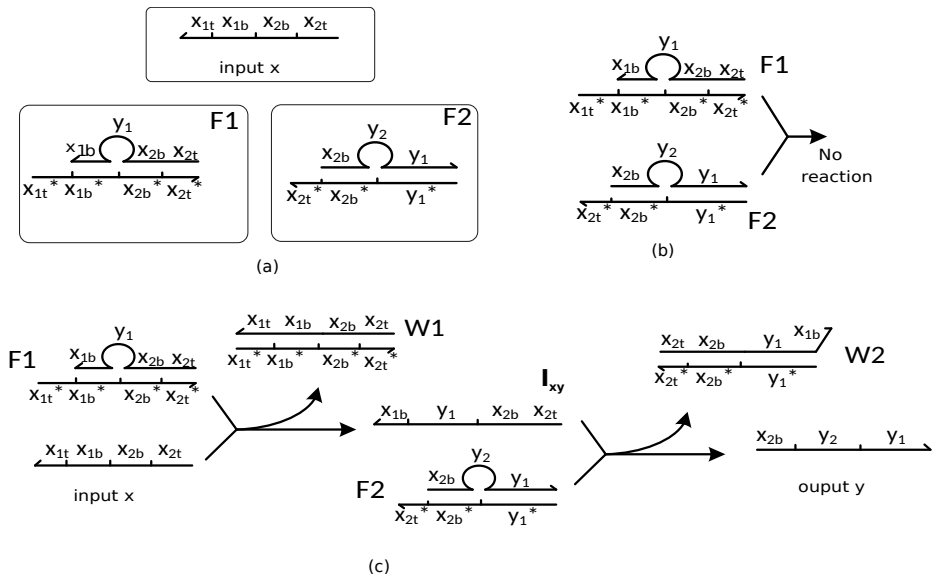 x1t x1b x2b x2t
input x
F1
y1
x1b x2b x2t
x1t* x1b* x2b* x2t*
F2
y2
x2b y1
x2t* x2b* y1*
(a)
y1
x1b x2b x2t
F1
x1t* x1b* x2b* x2t*
y2
x2b y1
x2t* x2b* y1*
F2
No
reaction
(b)
F1
y1
x1b x2b x2t
x1t* x1b* x2b* x2t*
x1t x1b x2b x2t
input x
x1t x1b x2b x2t
W1
x1t* x1b* x2b* x2t*
Ixy
x1b y1 x2b x2t
F2
y2
x2b y1
x2t* x2b* y1*
x2t x2b y1 x1b
W2
x2t* x2b* y1*
x2b y2 y1
ouput y
(c)